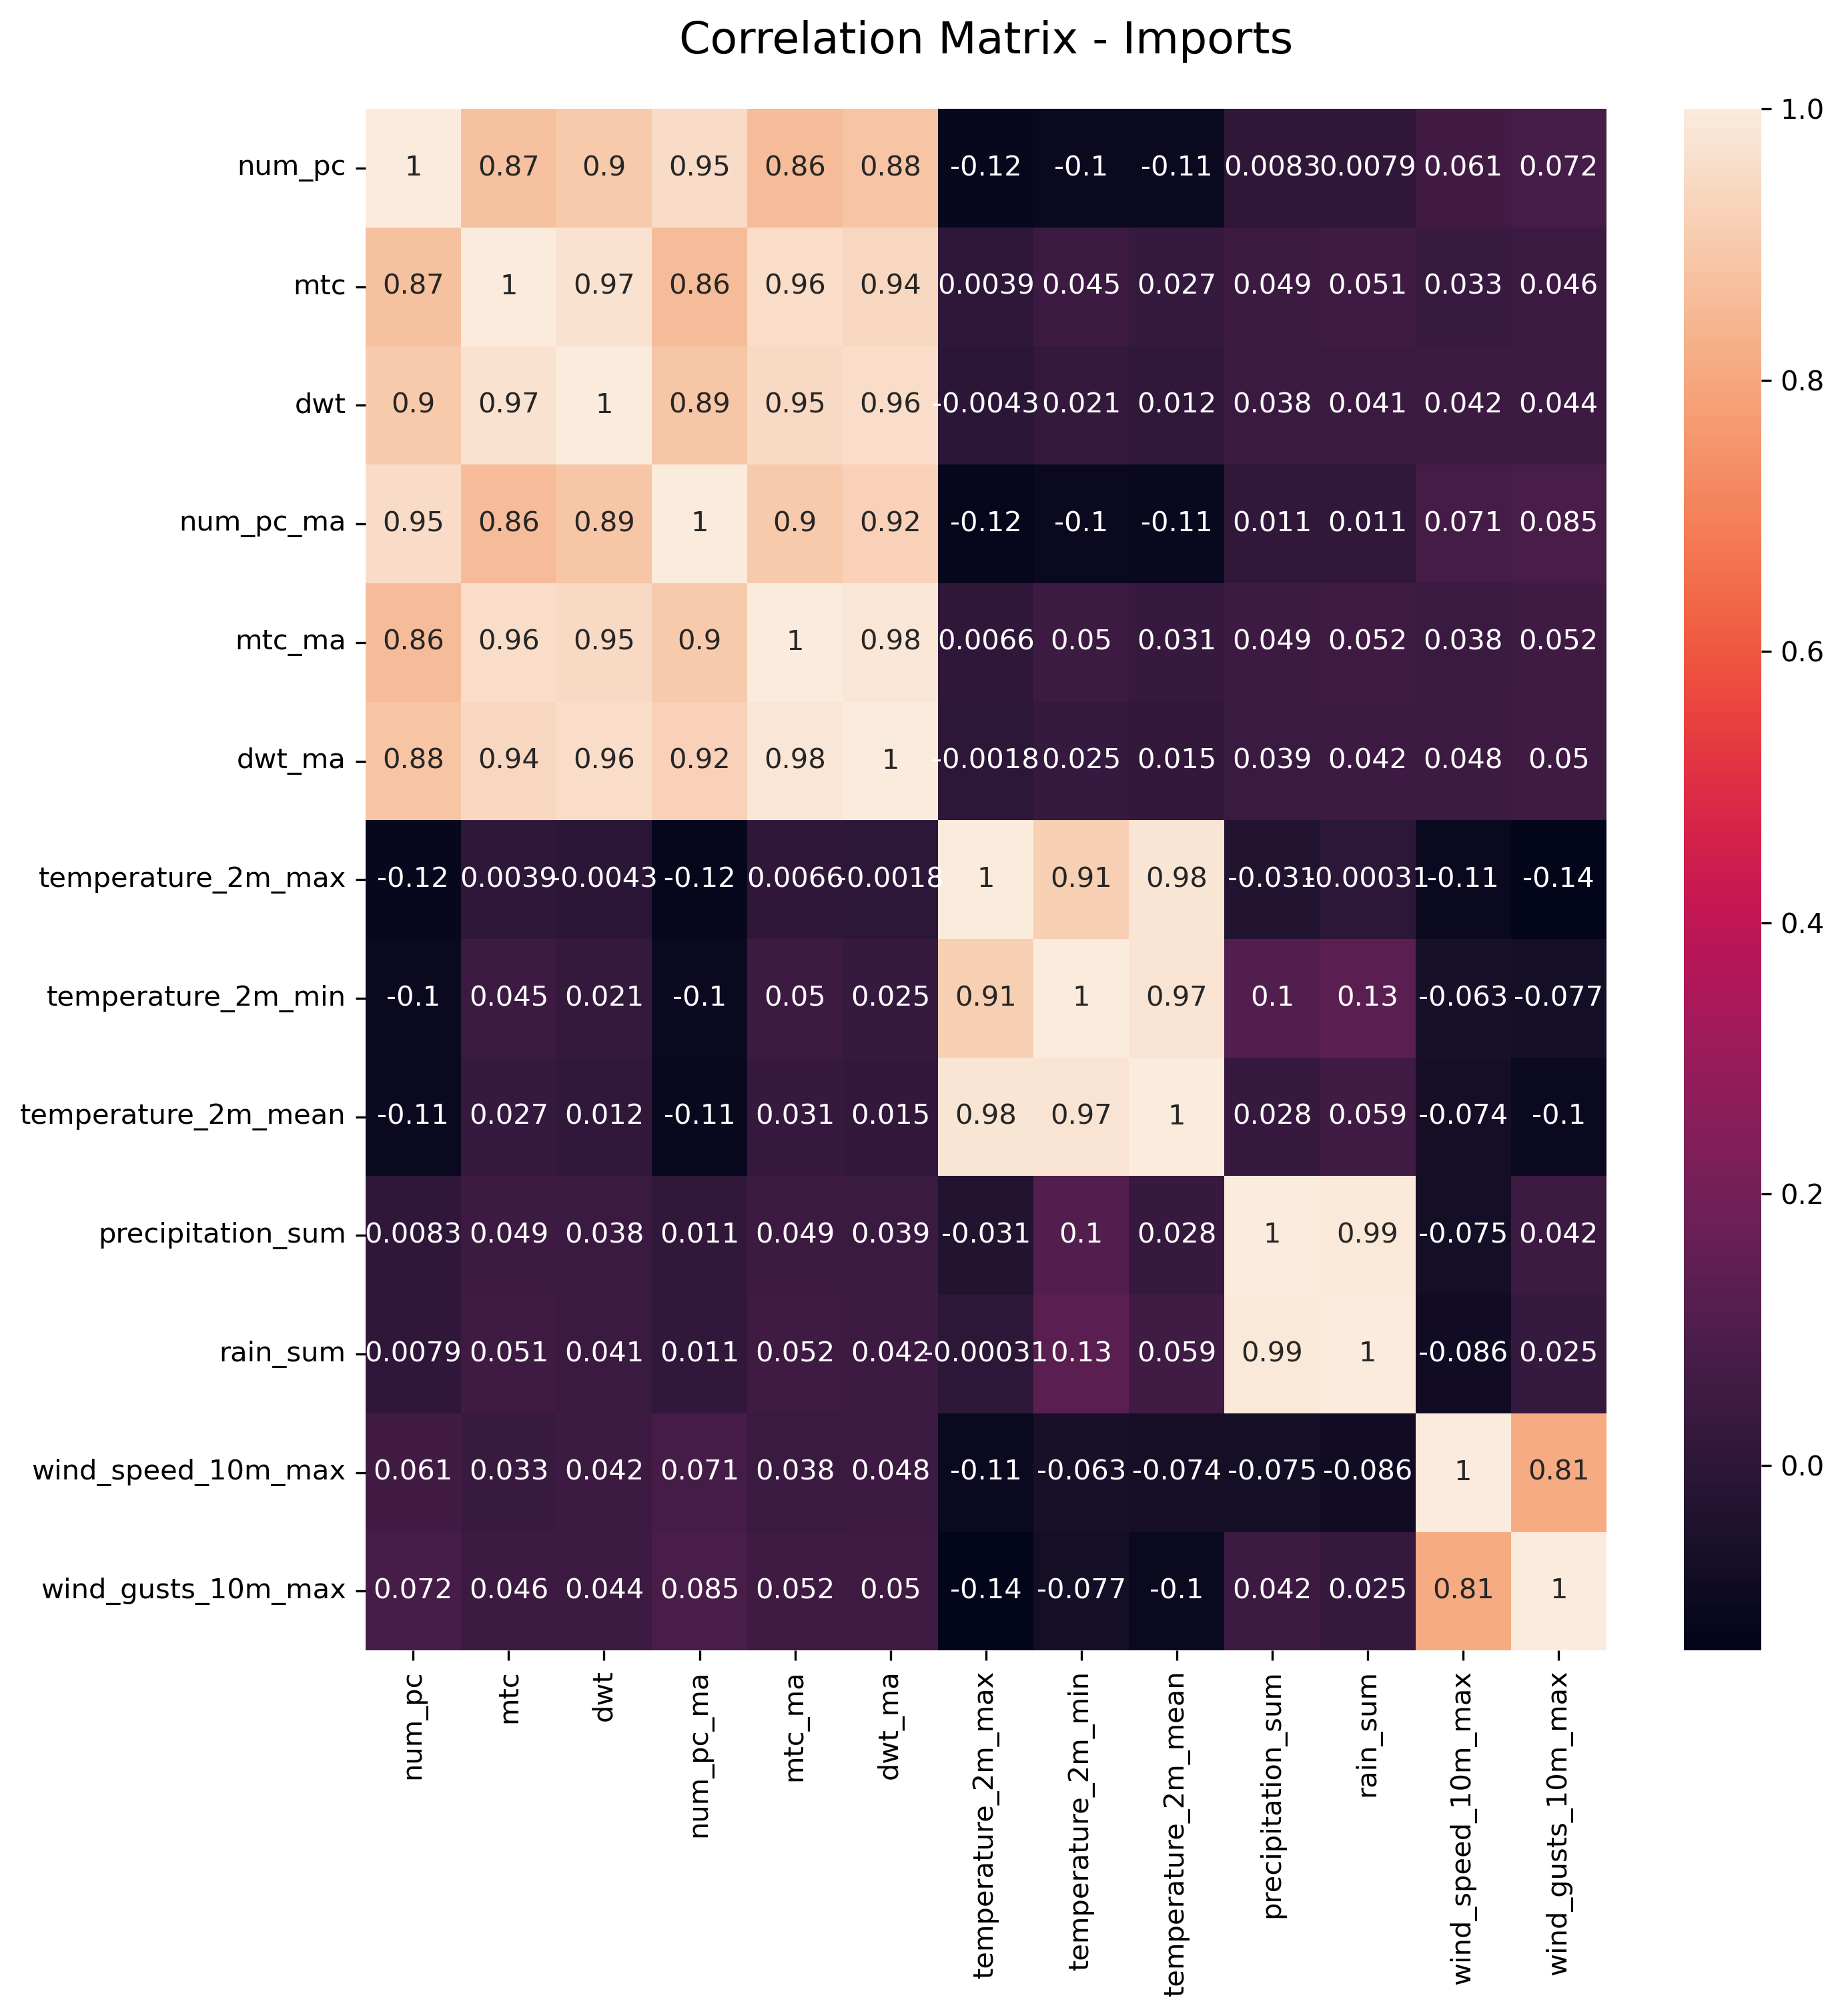 Correlation Matrix - Imports
num_pc 1 0.87 0.9 0.95 0.86 0.88 -0.12 -0.1 -0.11 0.0083 0.0079 0.061 0.072
mtc 0.87 1 0.97 0.86 0.96 0.94 0.0039 0.045 0.027 0.049 0.051 0.033 0.046
dwt 0.9 0.97 1 0.89 0.95 0.96 -0.0043 0.021 0.012 0.038 0.041 0.042 0.044
num_pc_ma 0.95 0.86 0.89 1 0.9 0.92 -0.12 -0.1 -0.11 0.011 0.011 0.071 0.085
mtc_ma 0.86 0.96 0.95 0.9 1 0.98 0.0066 0.05 0.031 0.049 0.052 0.038 0.052
dwt_ma 0.88 0.94 0.96 0.92 0.98 1 -0.0018 0.025 0.015 0.039 0.042 0.048 0.05
temperature_2m_max -0.12 0.0039 -0.0043 -0.12 0.0066 -0.0018 1 0.91 0.98 -0.031 -0.00031 -0.11 -0.14
temperature_2m_min -0.1 0.045 0.021 -0.1 0.05 0.025 0.91 1 0.97 0.1 0.13 -0.063 -0.077
temperature_2m_mean -0.11 0.027 0.012 -0.11 0.031 0.015 0.98 0.97 1 0.028 0.059 -0.074 -0.1
precipitation_sum 0.0083 0.049 0.038 0.011 0.049 0.039 -0.031 0.1 0.028 1 0.99 -0.075 0.042
rain_sum 0.0079 0.051 0.041 0.011 0.052 0.042 -0.00031 0.13 0.059 0.99 1 -0.086 0.025
wind_speed_10m_max 0.061 0.033 0.042 0.071 0.038 0.048 -0.11 -0.063 -0.074 -0.075 -0.086 1 0.81
wind_gusts_10m_max 0.072 0.046 0.044 0.085 0.052 0.05 -0.14 -0.077 -0.1 0.042 0.025 0.81 1
num_pc
mtc
dwt
num_pc_ma
mtc_ma
dwt_ma
temperature_2m_max
temperature_2m_min
temperature_2m_mean
precipitation_sum
rain_sum
wind_speed_10m_max
wind_gusts_10m_max
1.0
0.8
0.6
0.4
0.2
0.0